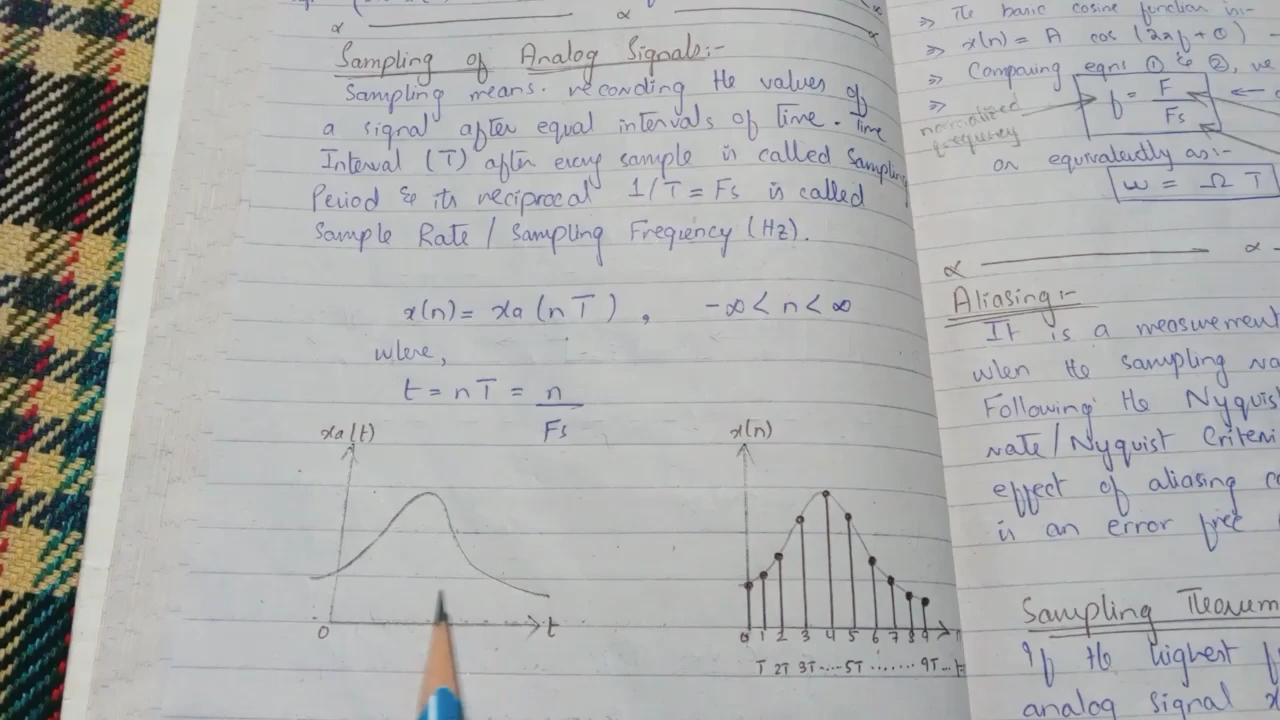 Sampling of Analog Signals:-
Sampling means. recording the values of
a signal after equal intervals of Time. Time
Interval (T) after every sample is called Sampling
Period & its reciprocal 1/T = Fs is called
Sample Rate / Sampling Frequency (Hz).
x(n) = xa (nT) , -∞ < n < ∞
where,
t = nT = n
Fs
xa(t)
0
t
x(n)
0 1 2 3 4 5 6 7 8 9
T 2T 3T .... 5T ........ 9T ... t
⇒ The basic cosine function is:-
⇒ x(n) = A cos (2πf + θ)
⇒ Comparing eqns ① & ②, we
⇒ f = F
Fs
normalized
frequency
or equivalently as:-
ω = Ω T
Aliasing:-
It is a measurement
when the sampling
Following the
rate/Nyquist
effect of aliasing
is an error free
Sampling Theorem
If the highest
analog signal